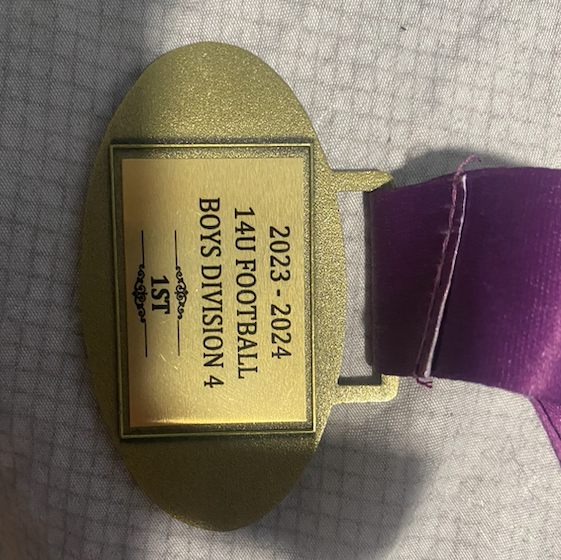 2023 - 2024
14U FOOTBALL
BOYS DIVISION 4
1ST